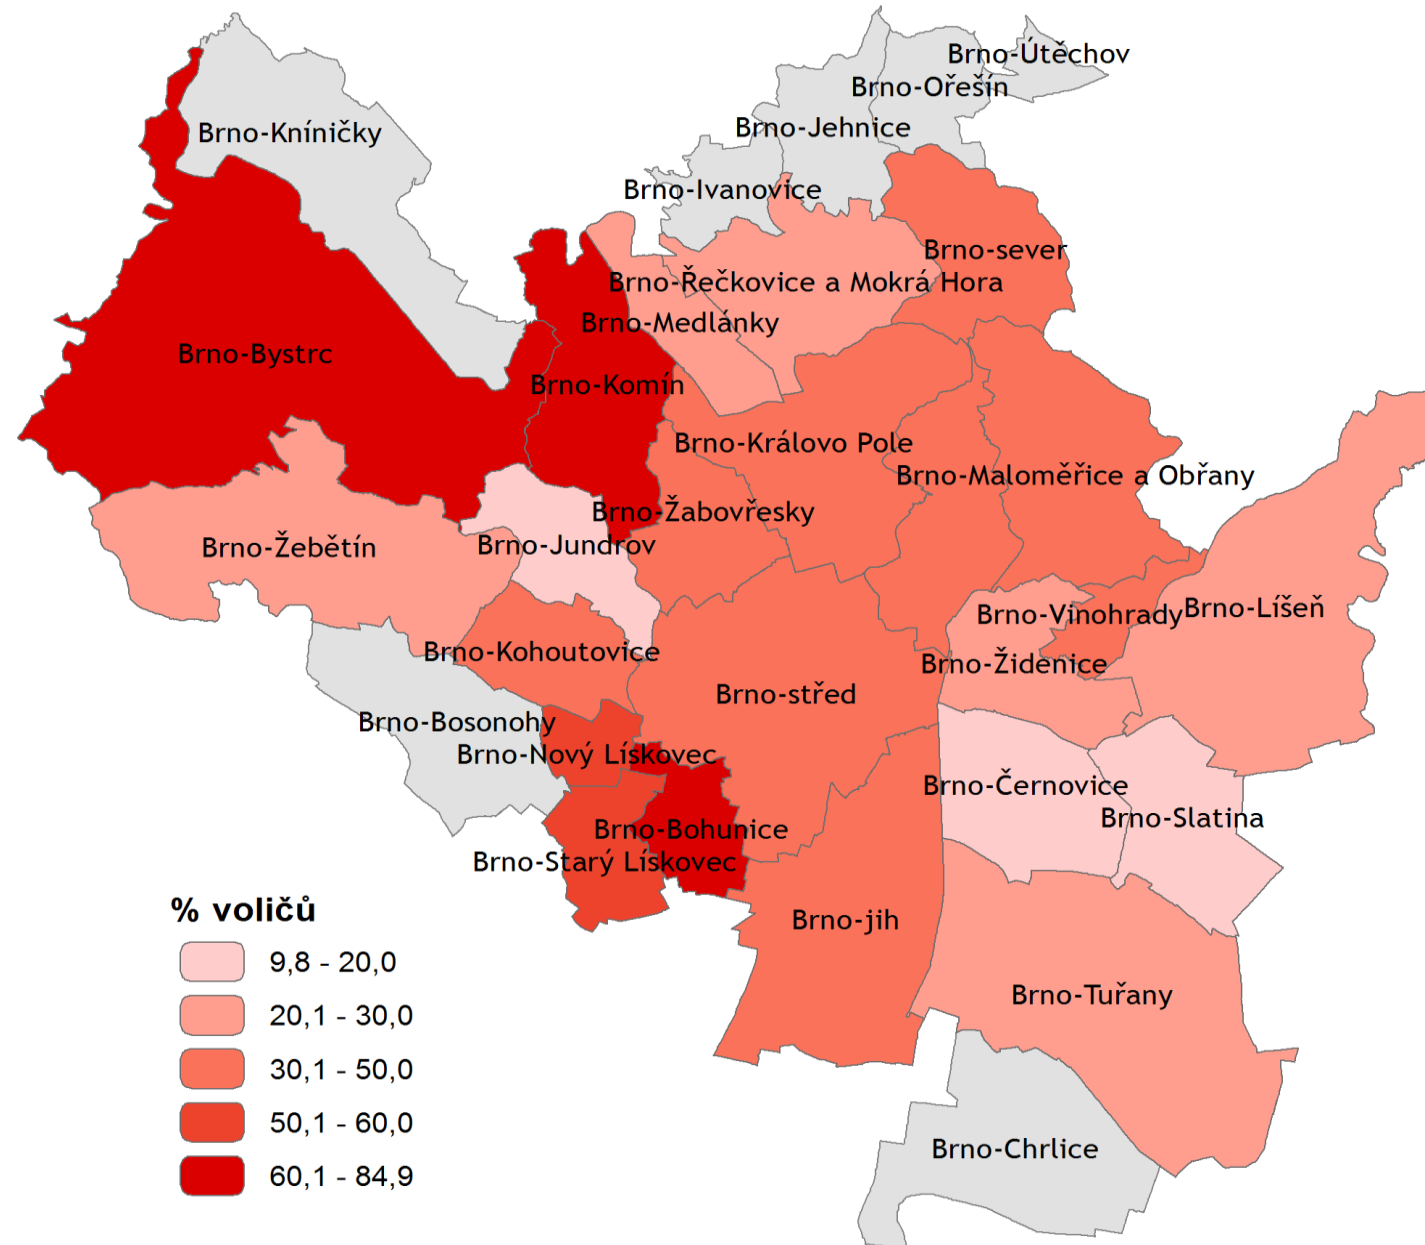 Brno-Útěchov
Brno-Ořešín
Brno-Jehnice
Brno-Kníničky
Brno-Ivanovice
Brno-sever
Brno-Řečkovice a Mokrá Hora
Brno-Medlánky
Brno-Bystrc
Brno-Komín
Brno-Královo Pole
Brno-Maloměřice a Obřany
Brno-Žabovřesky
Brno-Žebětín
Brno-Jundrov
Brno-Vinohrady
Brno-Líšeň
Brno-Kohoutovice
Brno-Židenice
Brno-střed
Brno-Bosonohy
Brno-Nový Lískovec
Brno-Černovice
Brno-Slatina
Brno-Bohunice
Brno-Starý Lískovec
Brno-jih
Brno-Tuřany
Brno-Chrlice
% voličů
9,8 - 20,0
20,1 - 30,0
30,1 - 50,0
50,1 - 60,0
60,1 - 84,9